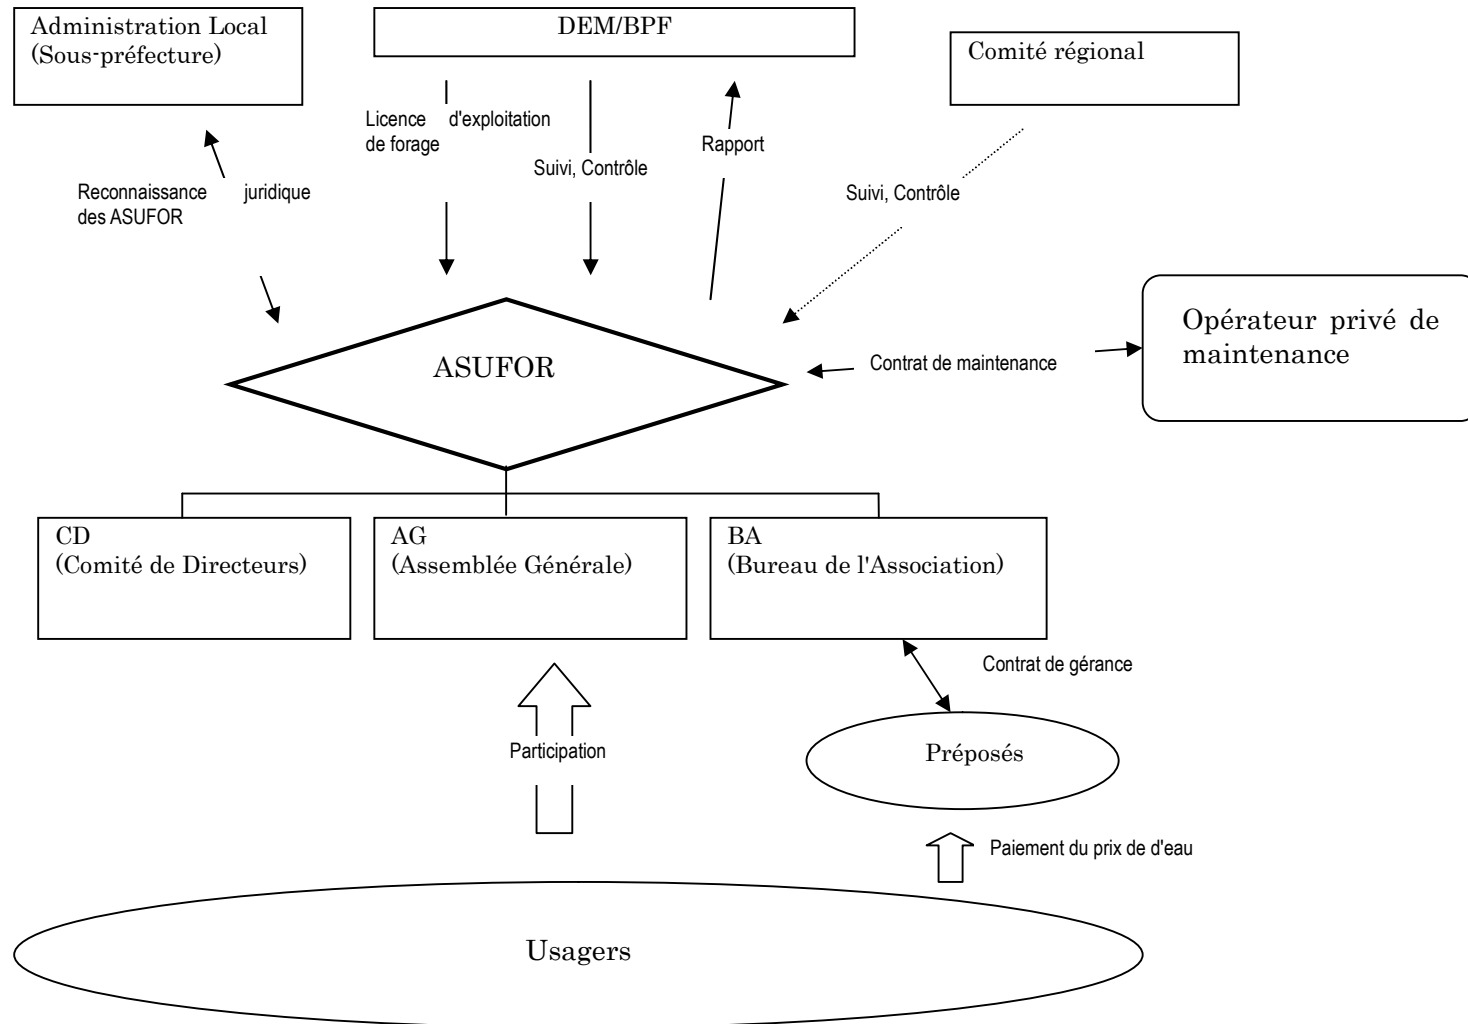 Administration Local
(Sous-préfecture)
DEM/BPF
Comité régional
Licence d'exploitation
de forage
Suivi, Contrôle
Rapport
Reconnaissance juridique
des ASUFOR
Suivi, Contrôle
Opérateur privé de
maintenance
ASUFOR
Contrat de maintenance
CD
(Comité de Directeurs)
AG
(Assemblée Générale)
BA
(Bureau de l'Association)
Contrat de gérance
Participation
Préposés
Paiement du prix de d'eau
Usagers